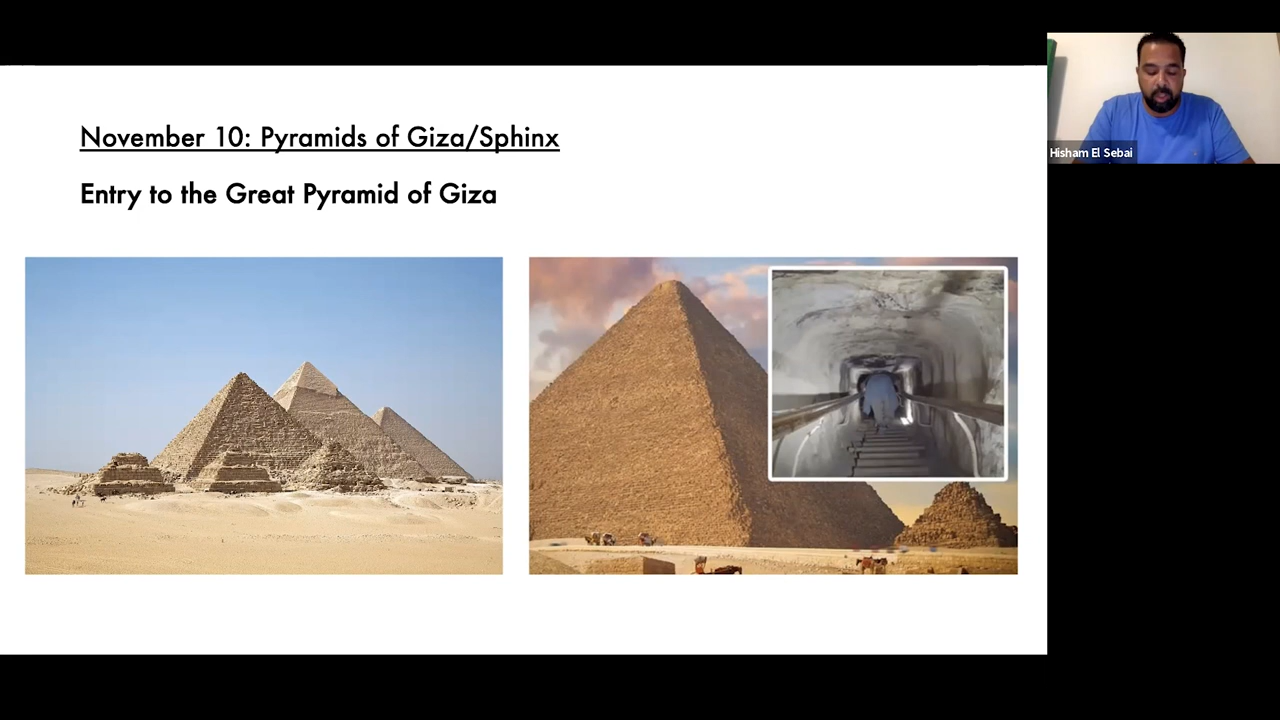 November 10: Pyramids of Giza/Sphinx
Entry to the Great Pyramid of Giza
Hisham El Sebai